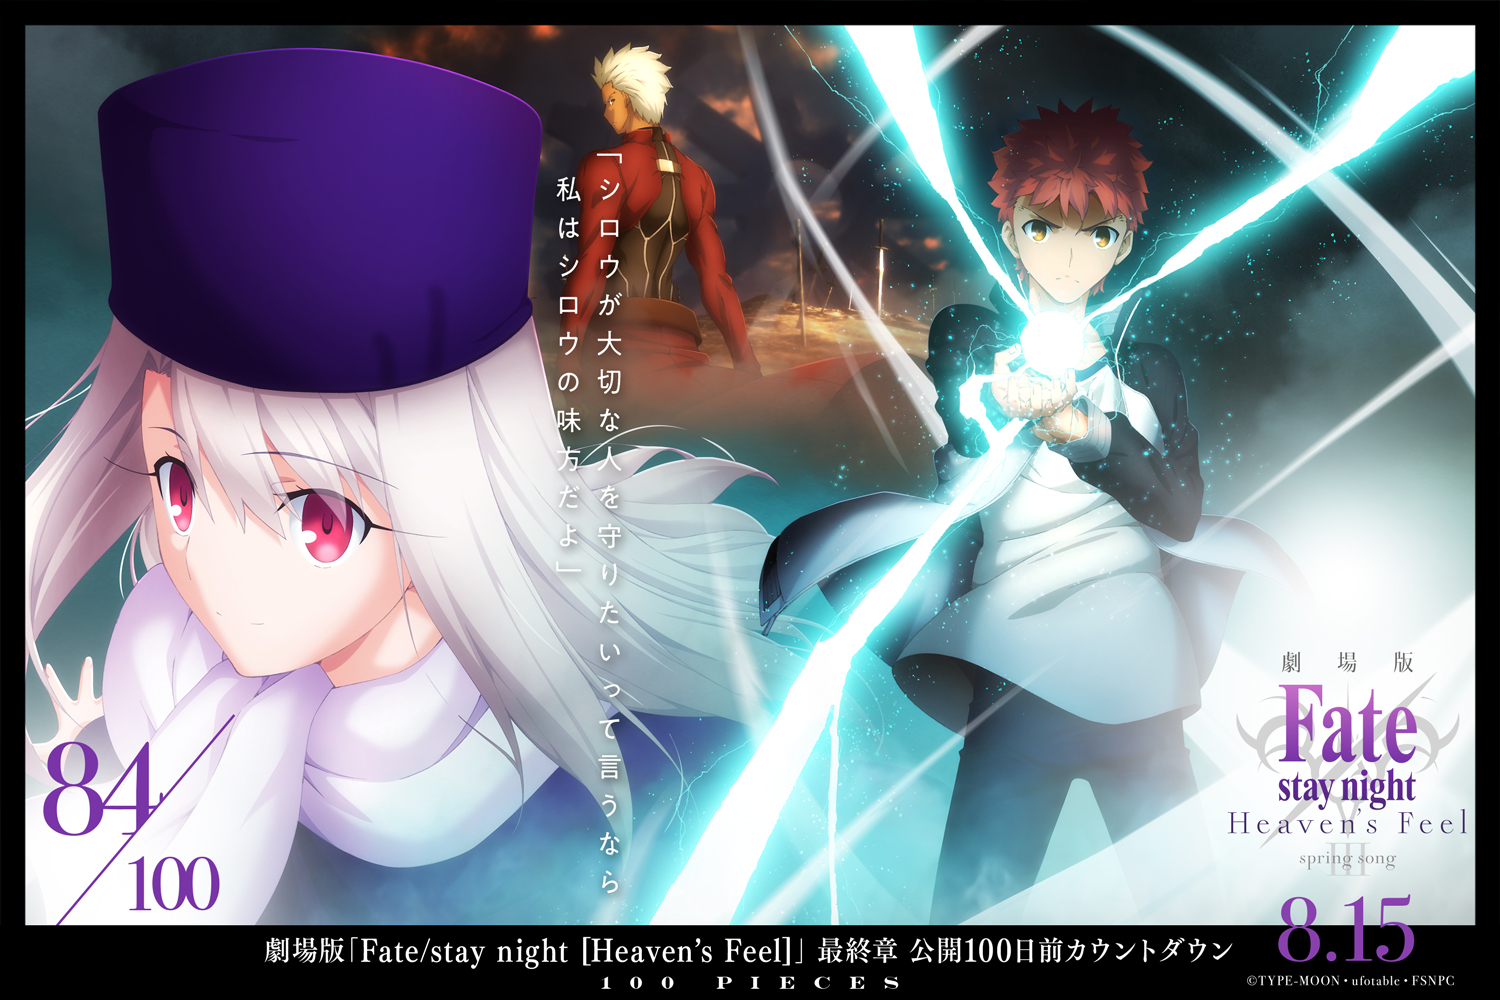 「シロウが大切な人を守りたいって言うなら
私はシロウの味方だよ」
84/100
劇場版
Fate
stay night
Heaven's Feel
III
spring song
8.15
劇場版「Fate/stay night [Heaven's Feel]」 最終章 公開100日前カウントダウン
100 PIECES
©TYPE-MOON・ufotable・FSNPC